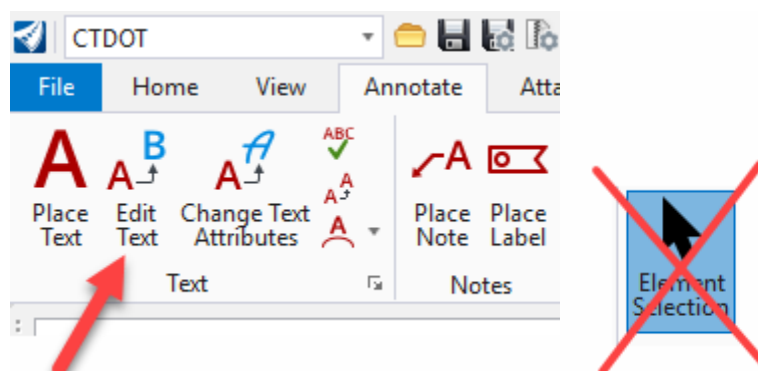 CTDOT
File Home View Annotate Atta
ABC
A B A A A A A A
Place Edit Change Text Place Place
Text Text Attributes Note Label
Text Notes
Element
Selection